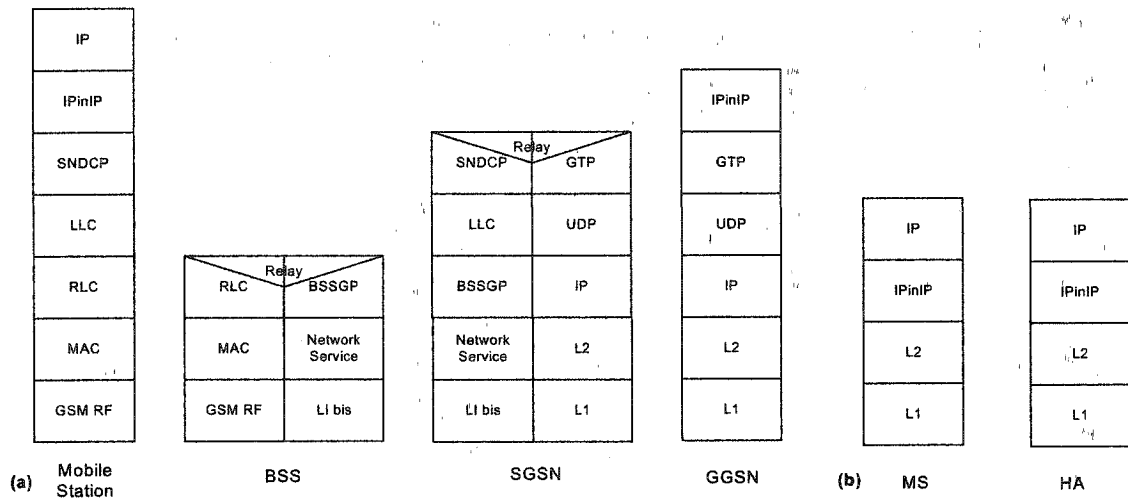 IP
IPinIP
SNDCP
LLC
RLC
MAC
GSM RF
(a) Mobile
Station
Relay
RLC
BSSGP
MAC
Network
Service
GSM RF
LI bis
BSS
Relay
SNDCP
GTP
LLC
UDP
BSSGP
IP
Network
Service
L2
LI bis
L1
SGSN
IPinIP
GTP
UDP
IP
L2
L1
GGSN
(b)
IP
IPinIP
L2
L1
MS
IP
IPinIP
L2
L1
HA